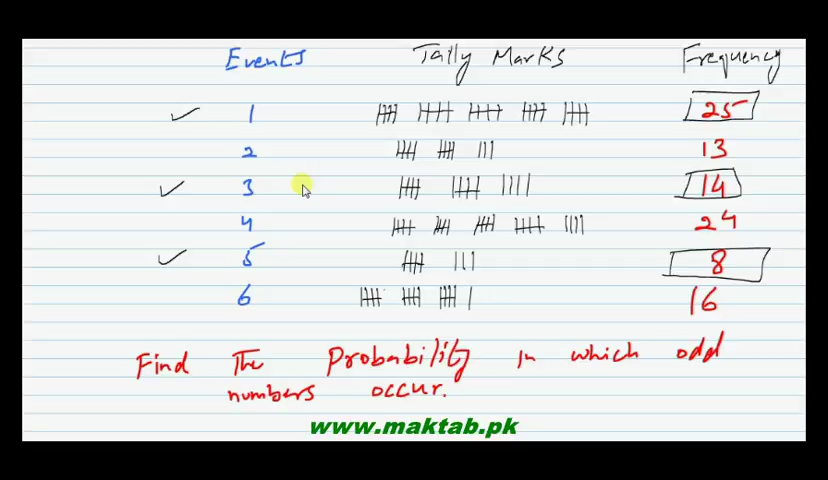 Events Tally Marks Frequency
1 25
2 13
3 14
4 24
5 8
6 16
Find The Probability in which odd
numbers occur.
www.maktab.pk